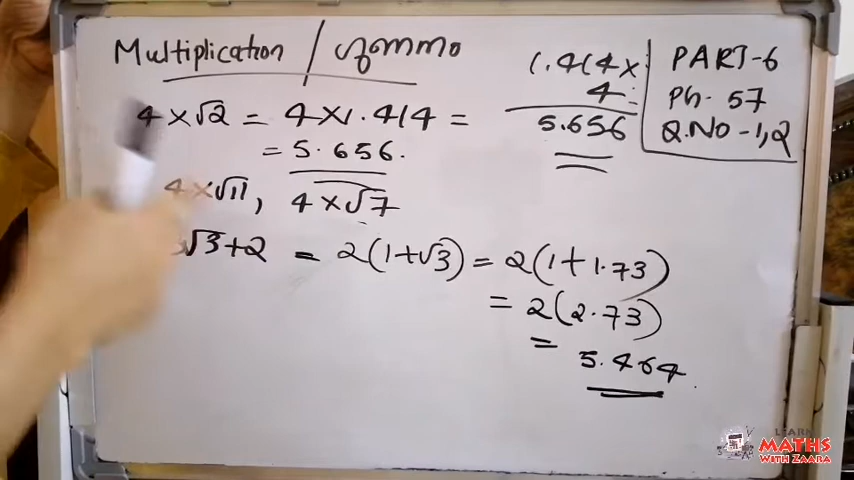 Multiplication / ഗുണനം
4 × √2 = 4 × 1.414 =
= 5.656.
4 × √11, 4 × √7
√3 + 2 = 2(1 + √3) = 2(1 + 1.73)
= 2(2.73)
= 5.464
1.414 ×
4 =
5.656
PART-6
PG- 57
Q.NO -1,2
LEARN
MATHS
WITH ZAARA